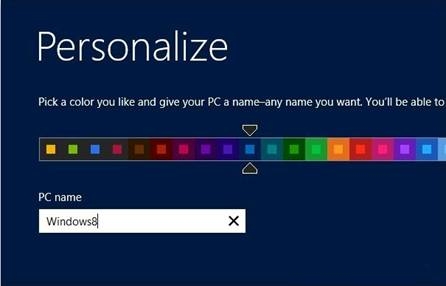 Personalize
Pick a color you like and give your PC a name–any name you want. You'll be able to
PC name
Windows8